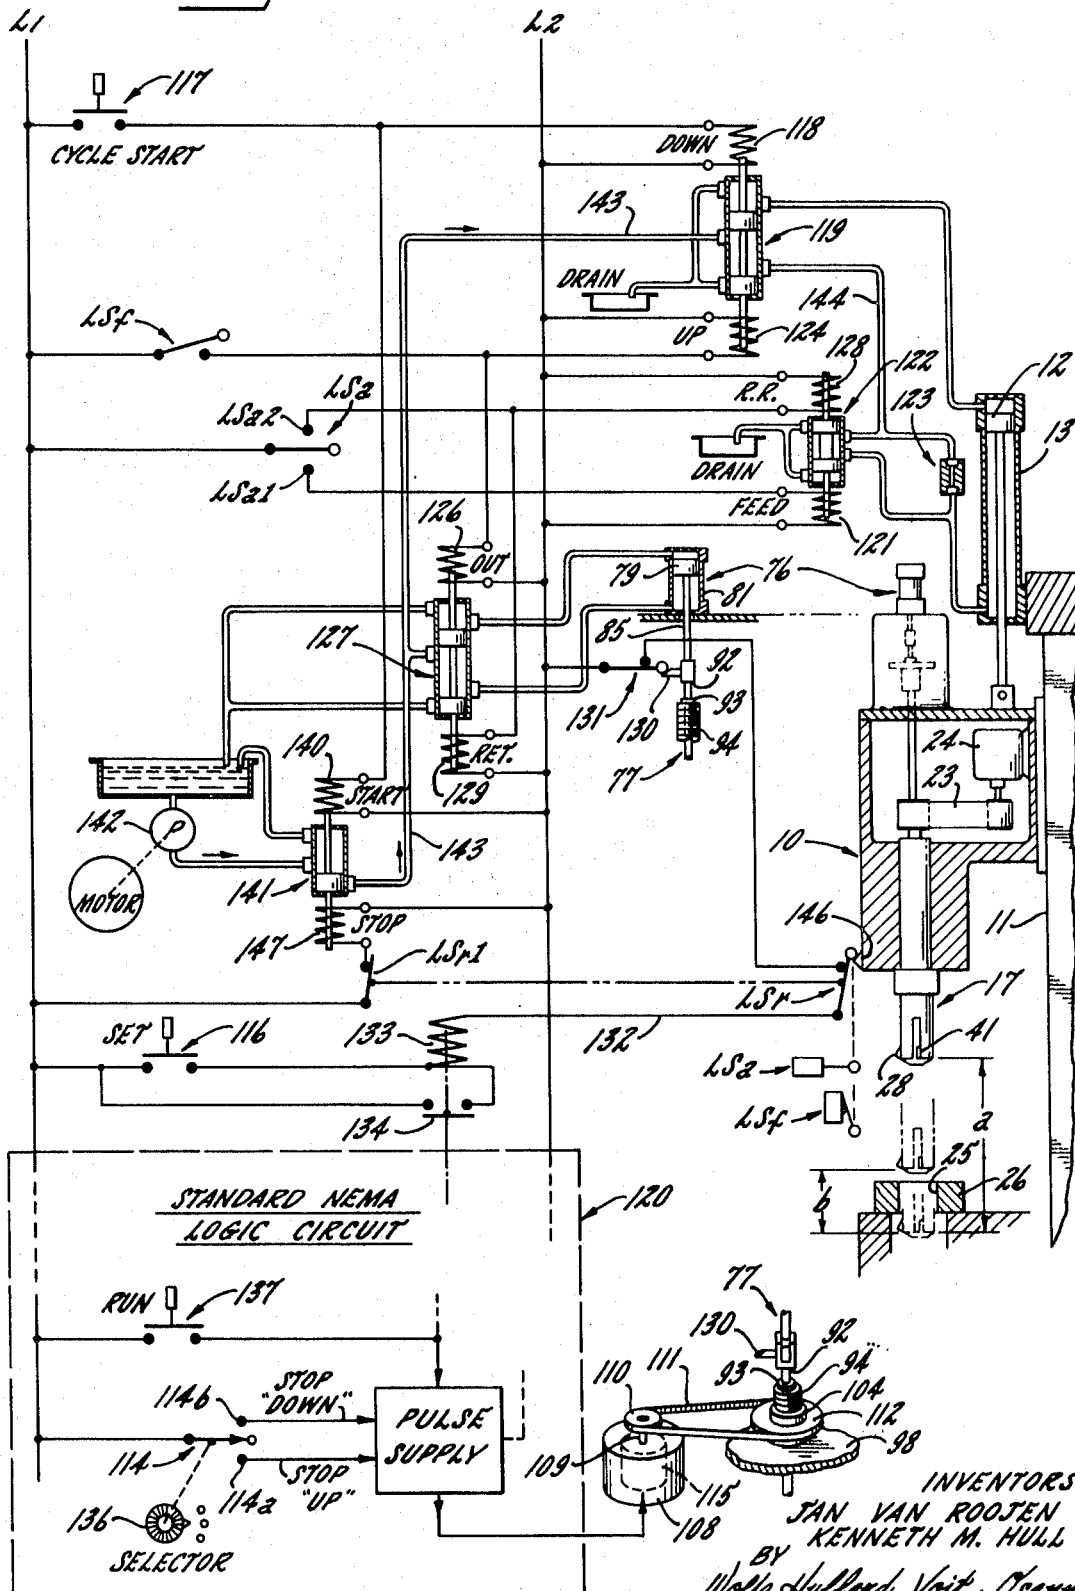 L1
L2
117
CYCLE START
DOWN
118
143
119
DRAIN
144
UP
124
LSf
128
122
R.R.
12
LSa
LSa2
123
13
DRAIN
LSa1
FEED
121
126
OUT
79
76
81
85
127
92
93
131
130
94
77
24
140
RET.
START
129
23
142
P
143
10
141
MOTOR
146
11
STOP
147
LSr1
LSr
17
SET
116
133
132
41
LSa
28
a
LSf
134
25
26
b
STANDARD NEMA
LOGIC CIRCUIT
120
77
RUN
137
130
92
111
94
93
110
104
STOP
"DOWN"
114b
112
PULSE
SUPPLY
98
114
109
STOP
"UP"
114a
115
136
108
SELECTOR
INVENTORS
JAN VAN ROOJEN
KENNETH M. HULL
BY